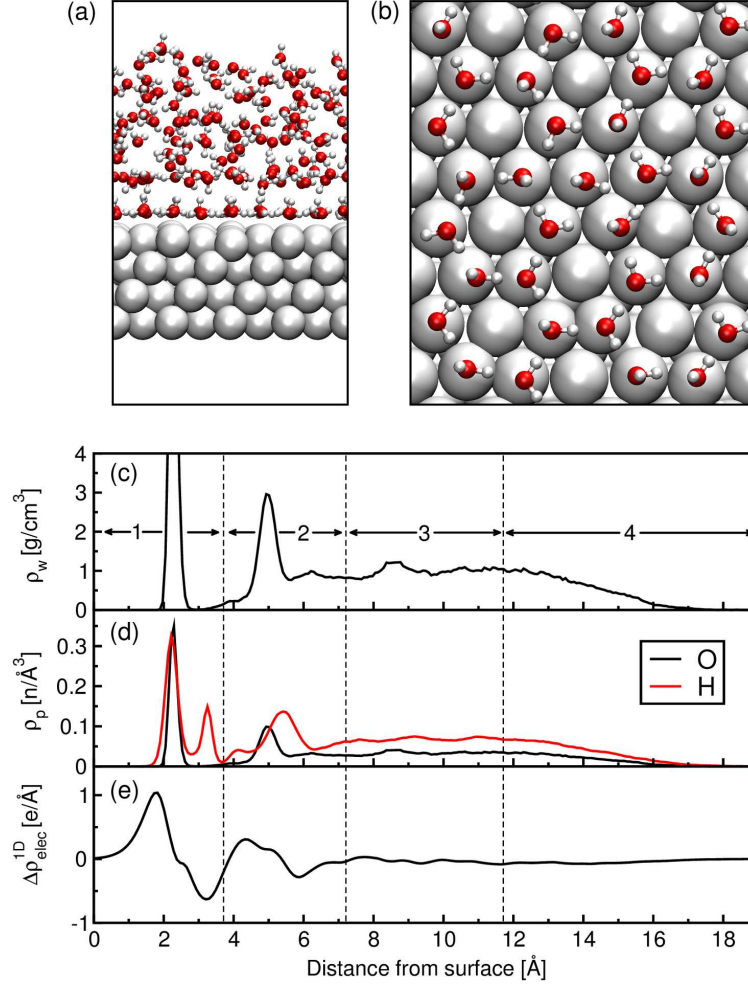 (a)
(b)
(c)
ρw [g/cm³]
4
3
2
1
0
1
2
3
4
(d)
ρp [n/Å³]
0.3
0.2
0.1
0
O
H
(e)
Δρ¹ᴰelec [e/Å]
1
0
-1
0 2 4 6 8 10 12 14 16 18
Distance from surface [Å]